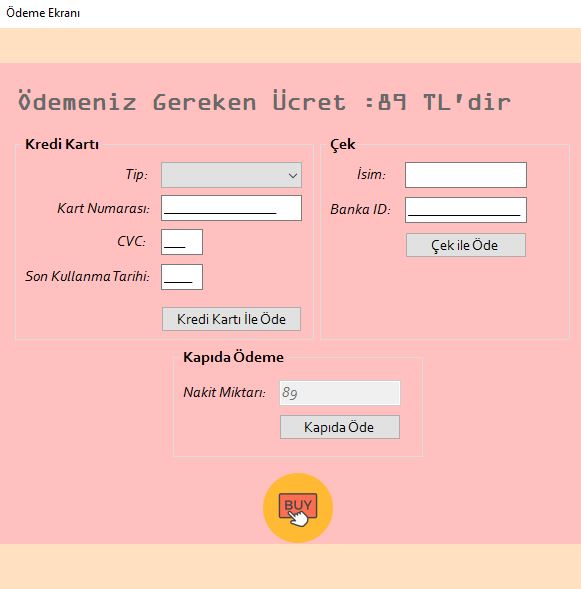 Ödeme Ekranı
Ödemeniz Gereken Ücret :89 TL'dir
Kredi Kartı
Tip:
Kart Numarası:
CVC:
Son Kullanma Tarihi:
Kredi Kartı İle Öde
Çek
İsim:
Banka ID:
Çek ile Öde
Kapıda Ödeme
Nakit Miktarı: 89
Kapıda Öde
BUY